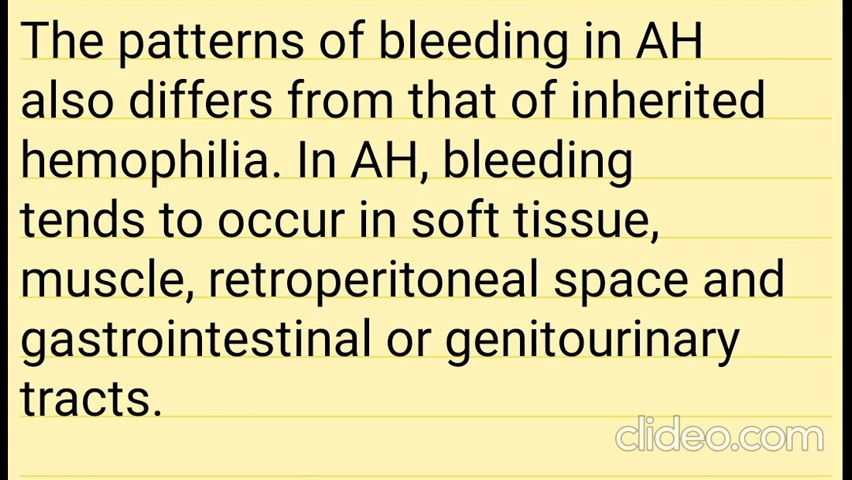 The patterns of bleeding in AH
also differs from that of inherited
hemophilia. In AH, bleeding
tends to occur in soft tissue,
muscle, retroperitoneal space and
gastrointestinal or genitourinary
tracts.
clideo.com